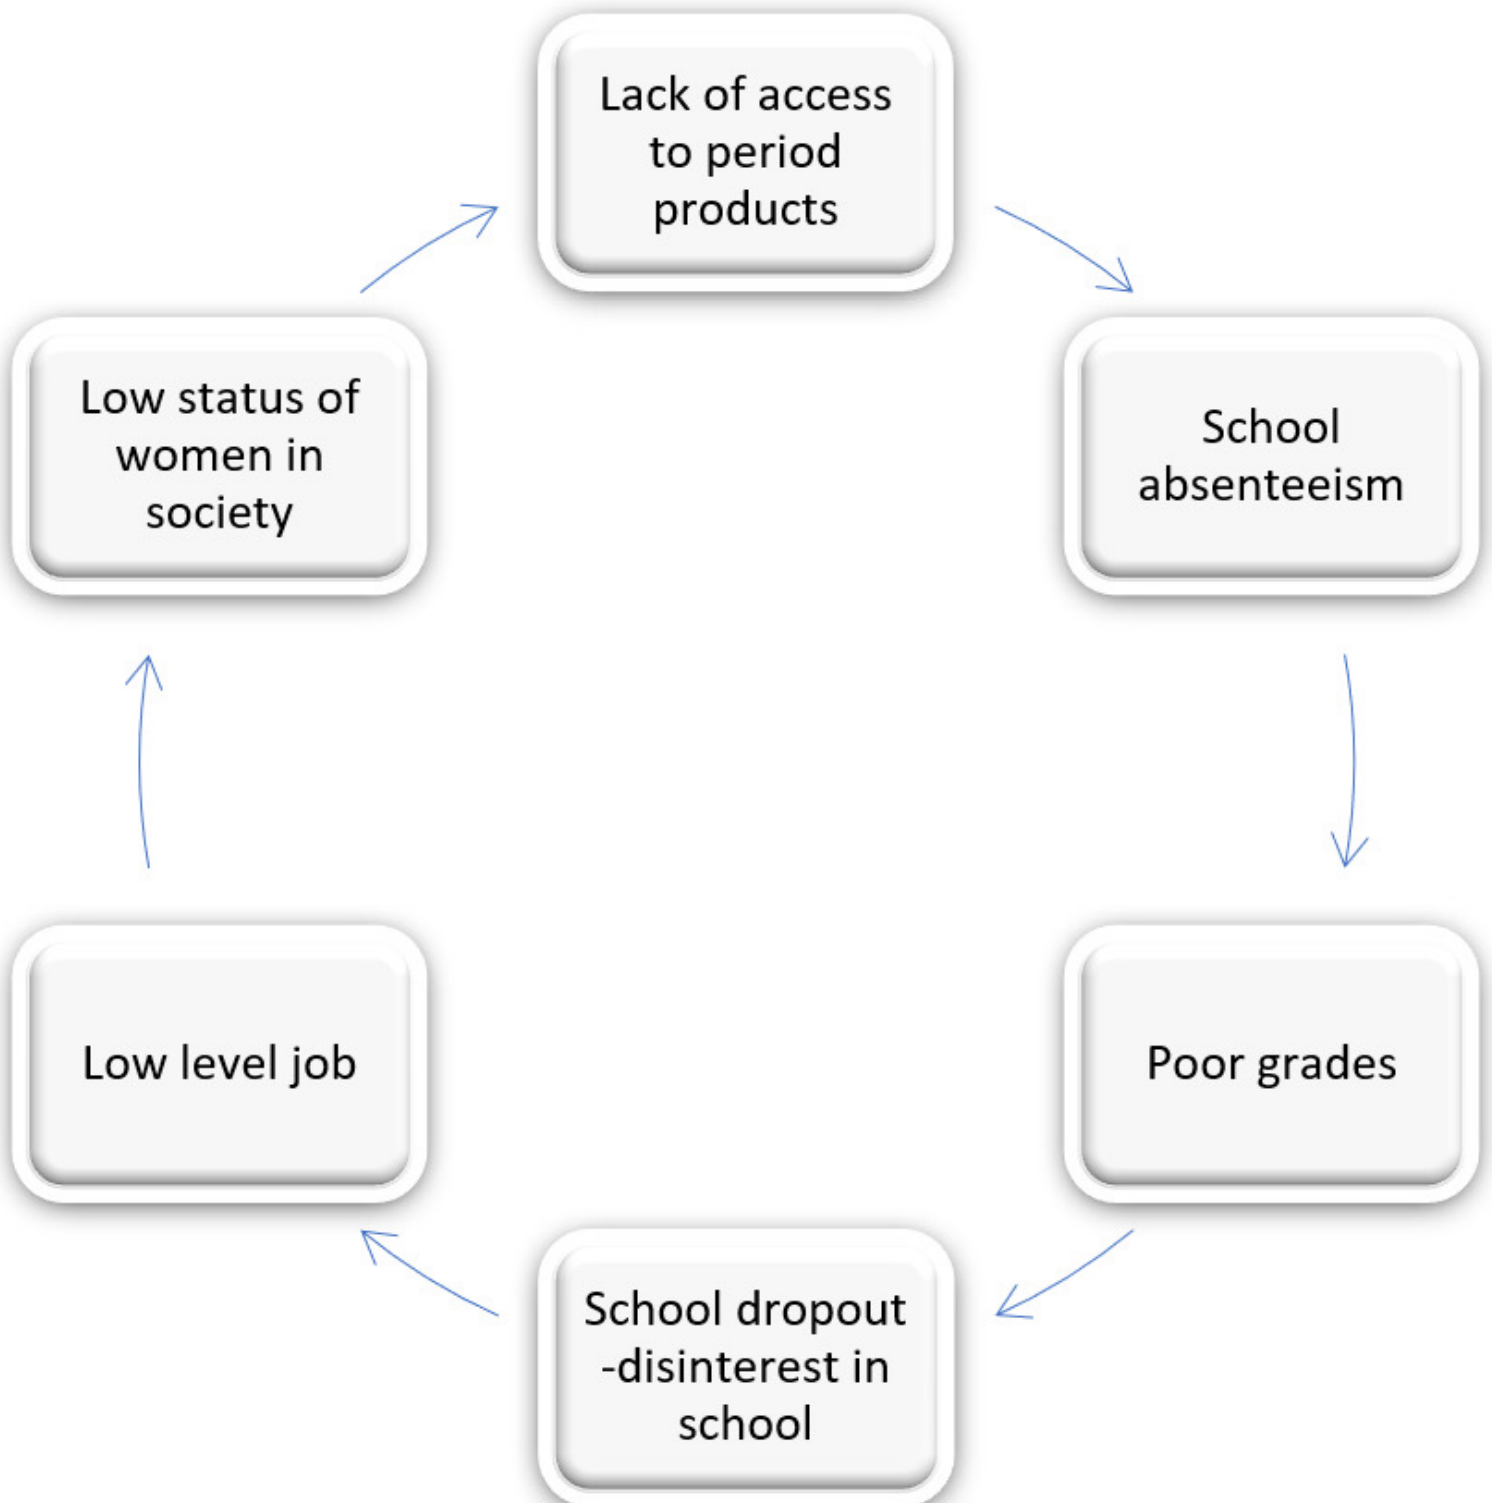 Lack of access
to period
products
School
absenteeism
Poor grades
School dropout
-disinterest in
school
Low level job
Low status of
women in
society